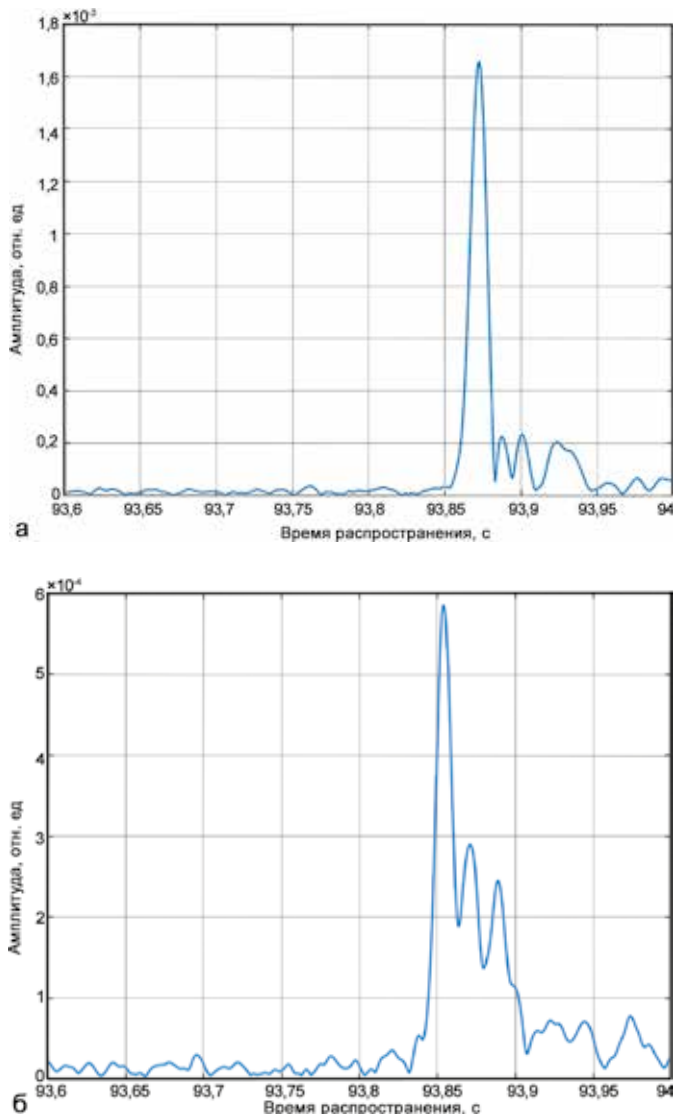 ×10⁻³
1,8
1,6
1,4
1,2
1
0,8
0,6
0,4
0,2
0
Амплитуда, отн. ед
93,6 93,65 93,7 93,75 93,8 93,85 93,9 93,95 94
Время распространения, с
а
×10⁻⁴
6
5
4
3
2
1
0
Амплитуда, отн. ед
93,6 93,65 93,7 93,75 93,8 93,85 93,9 93,95 94
Время распространения, с
б